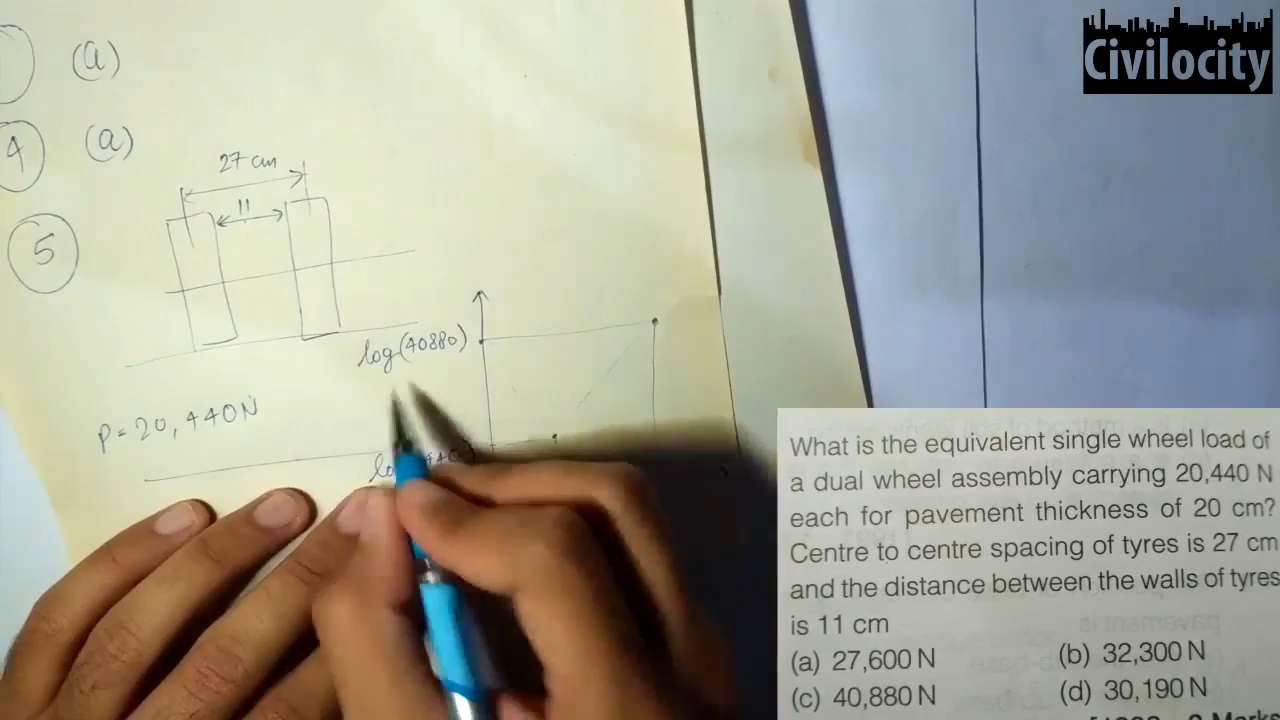 Civilocity
(a)
4 (a)
27 cm
11
5
log(40880)
P = 20,440N
What is the equivalent single wheel load of
a dual wheel assembly carrying 20,440 N
each for pavement thickness of 20 cm?
Centre to centre spacing of tyres is 27 cm
and the distance between the walls of tyres
is 11 cm
(a) 27,600 N (b) 32,300 N
(c) 40,880 N (d) 30,190 N